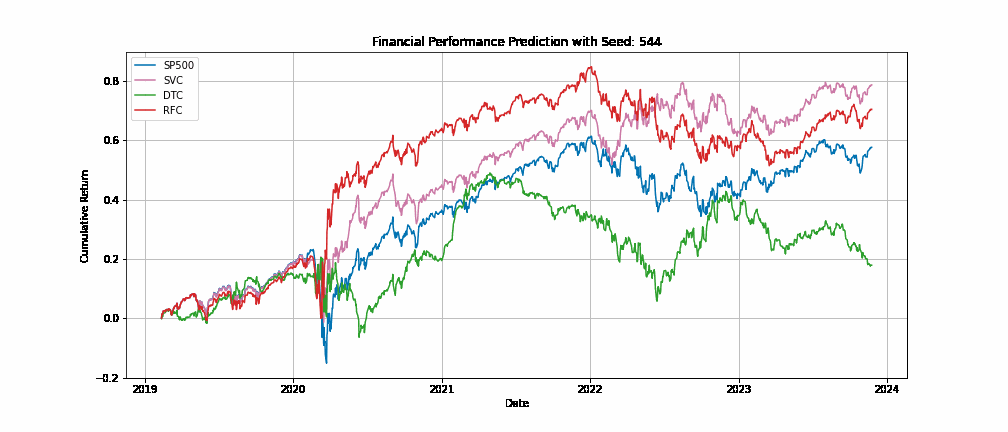 Financial Performance Prediction with Seed: 544
SP500
SVC
DTC
RFC
Cumulative Return
0.8
0.6
0.4
0.2
0.0
−0.2
2019 2020 2021 2022 2023 2024
Date